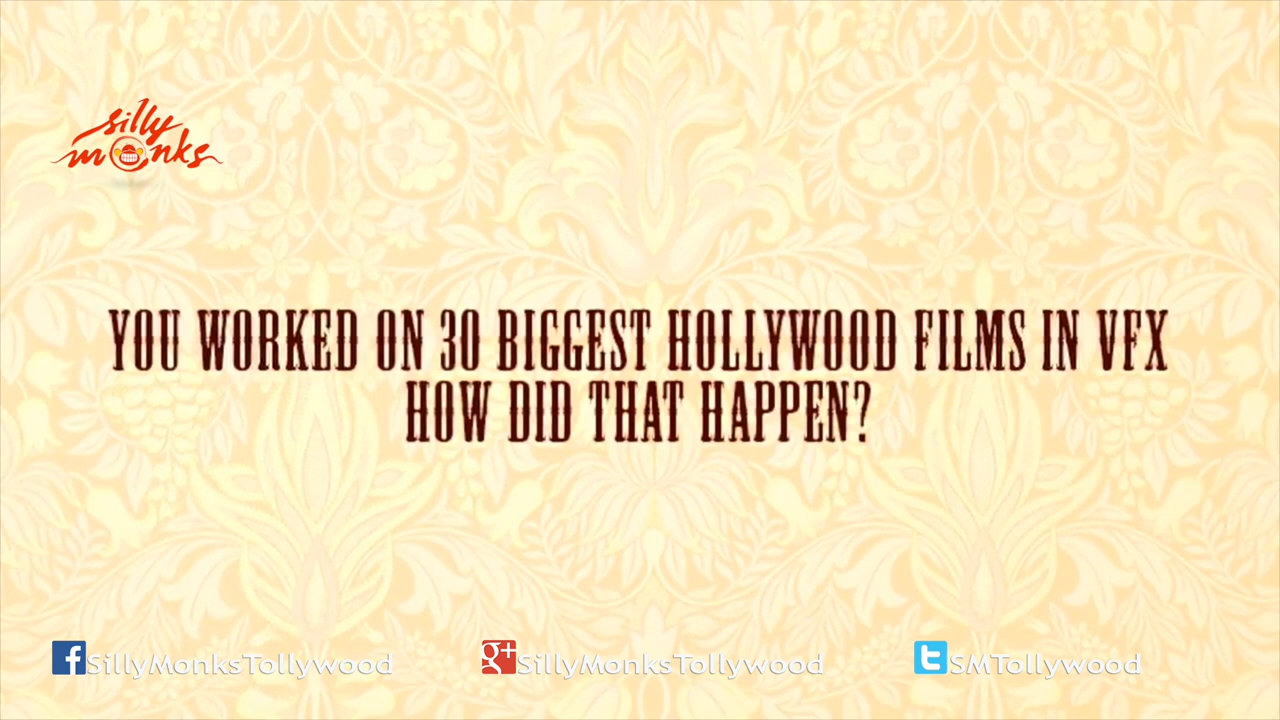 silly
monks
YOU WORKED ON 30 BIGGEST HOLLYWOOD FILMS IN VFX
HOW DID THAT HAPPEN?
f SillyMonksTollywood
g+ SillyMonksTollywood
t SMTollywood